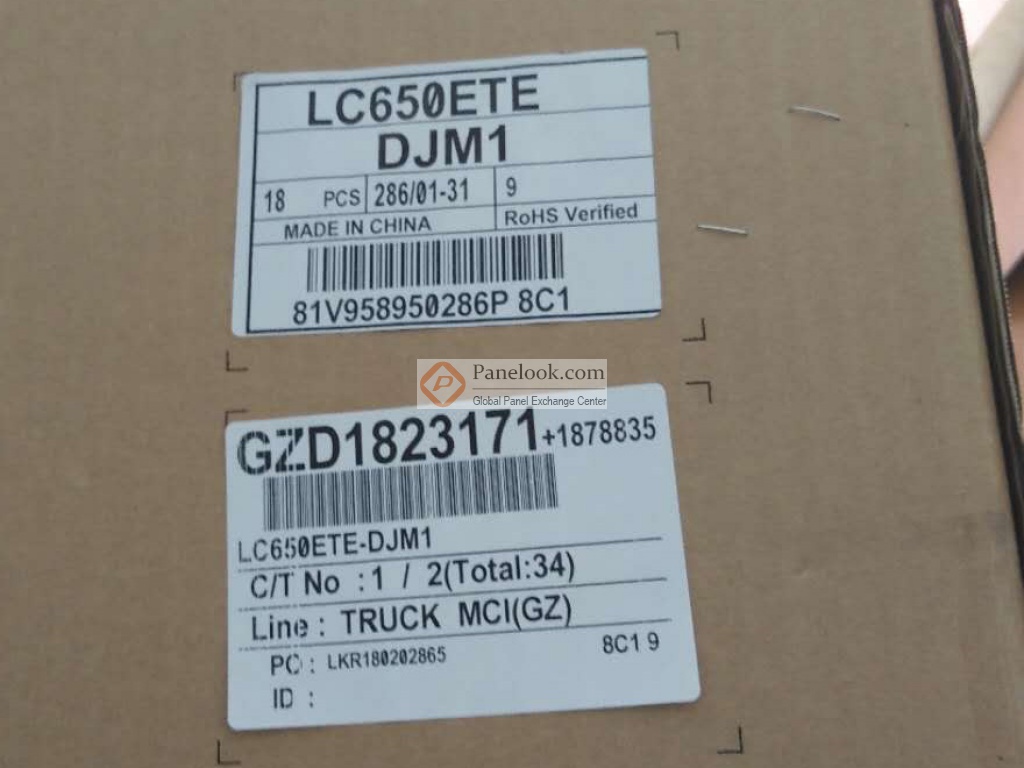 LC650ETE
DJM1
18 PCS 286/01-31 9
MADE IN CHINA RoHS Verified
81V958950286P 8C1
Panelook.com
Global Panel Exchange Center
GZD1823171+1878835
LC650ETE-DJM1
C/T No :1 / 2(Total:34)
Line : TRUCK MCI(GZ)
PO : LKR180202865 8C1 9
ID :